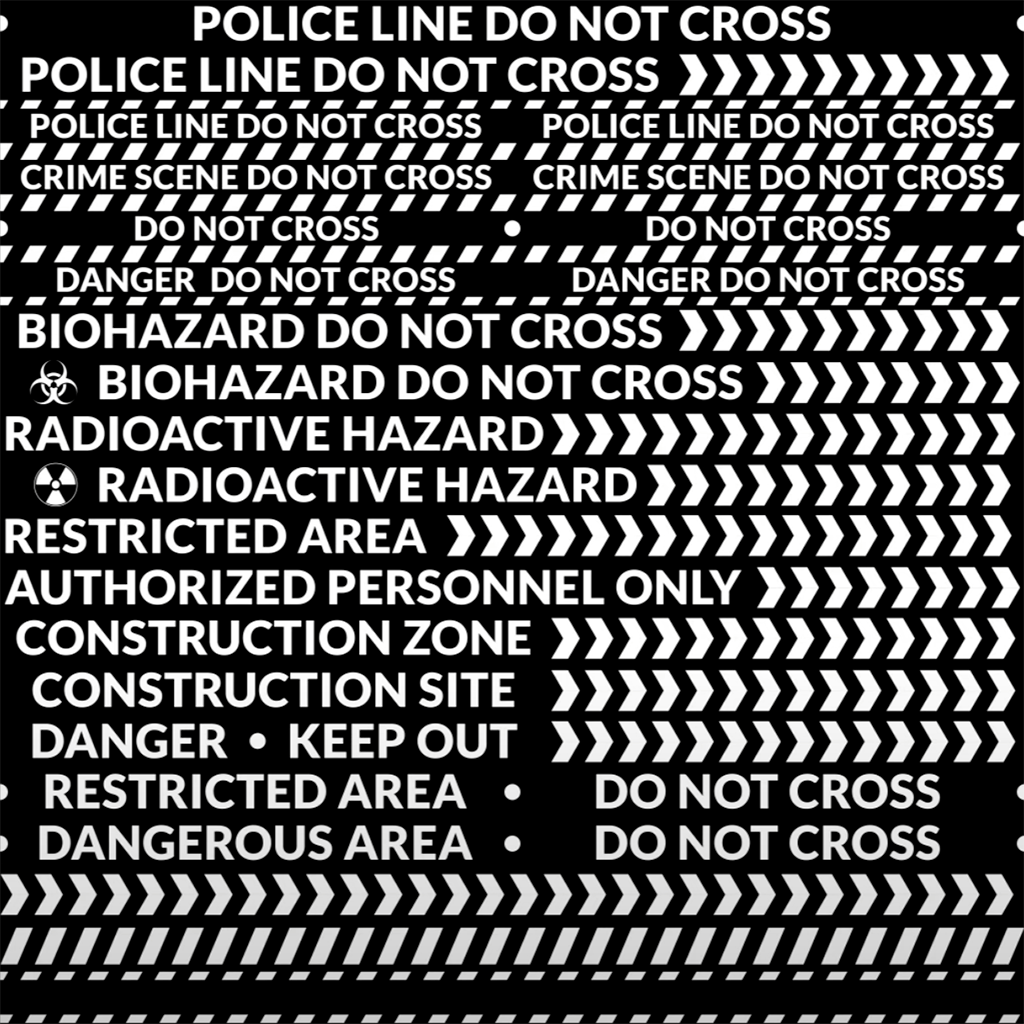 POLICE LINE DO NOT CROSS
POLICE LINE DO NOT CROSS
POLICE LINE DO NOT CROSS POLICE LINE DO NOT CROSS
CRIME SCENE DO NOT CROSS CRIME SCENE DO NOT CROSS
DO NOT CROSS • DO NOT CROSS
DANGER DO NOT CROSS DANGER DO NOT CROSS
BIOHAZARD DO NOT CROSS
BIOHAZARD DO NOT CROSS
RADIOACTIVE HAZARD
RADIOACTIVE HAZARD
RESTRICTED AREA
AUTHORIZED PERSONNEL ONLY
CONSTRUCTION ZONE
CONSTRUCTION SITE
DANGER • KEEP OUT
RESTRICTED AREA • DO NOT CROSS
DANGEROUS AREA • DO NOT CROSS